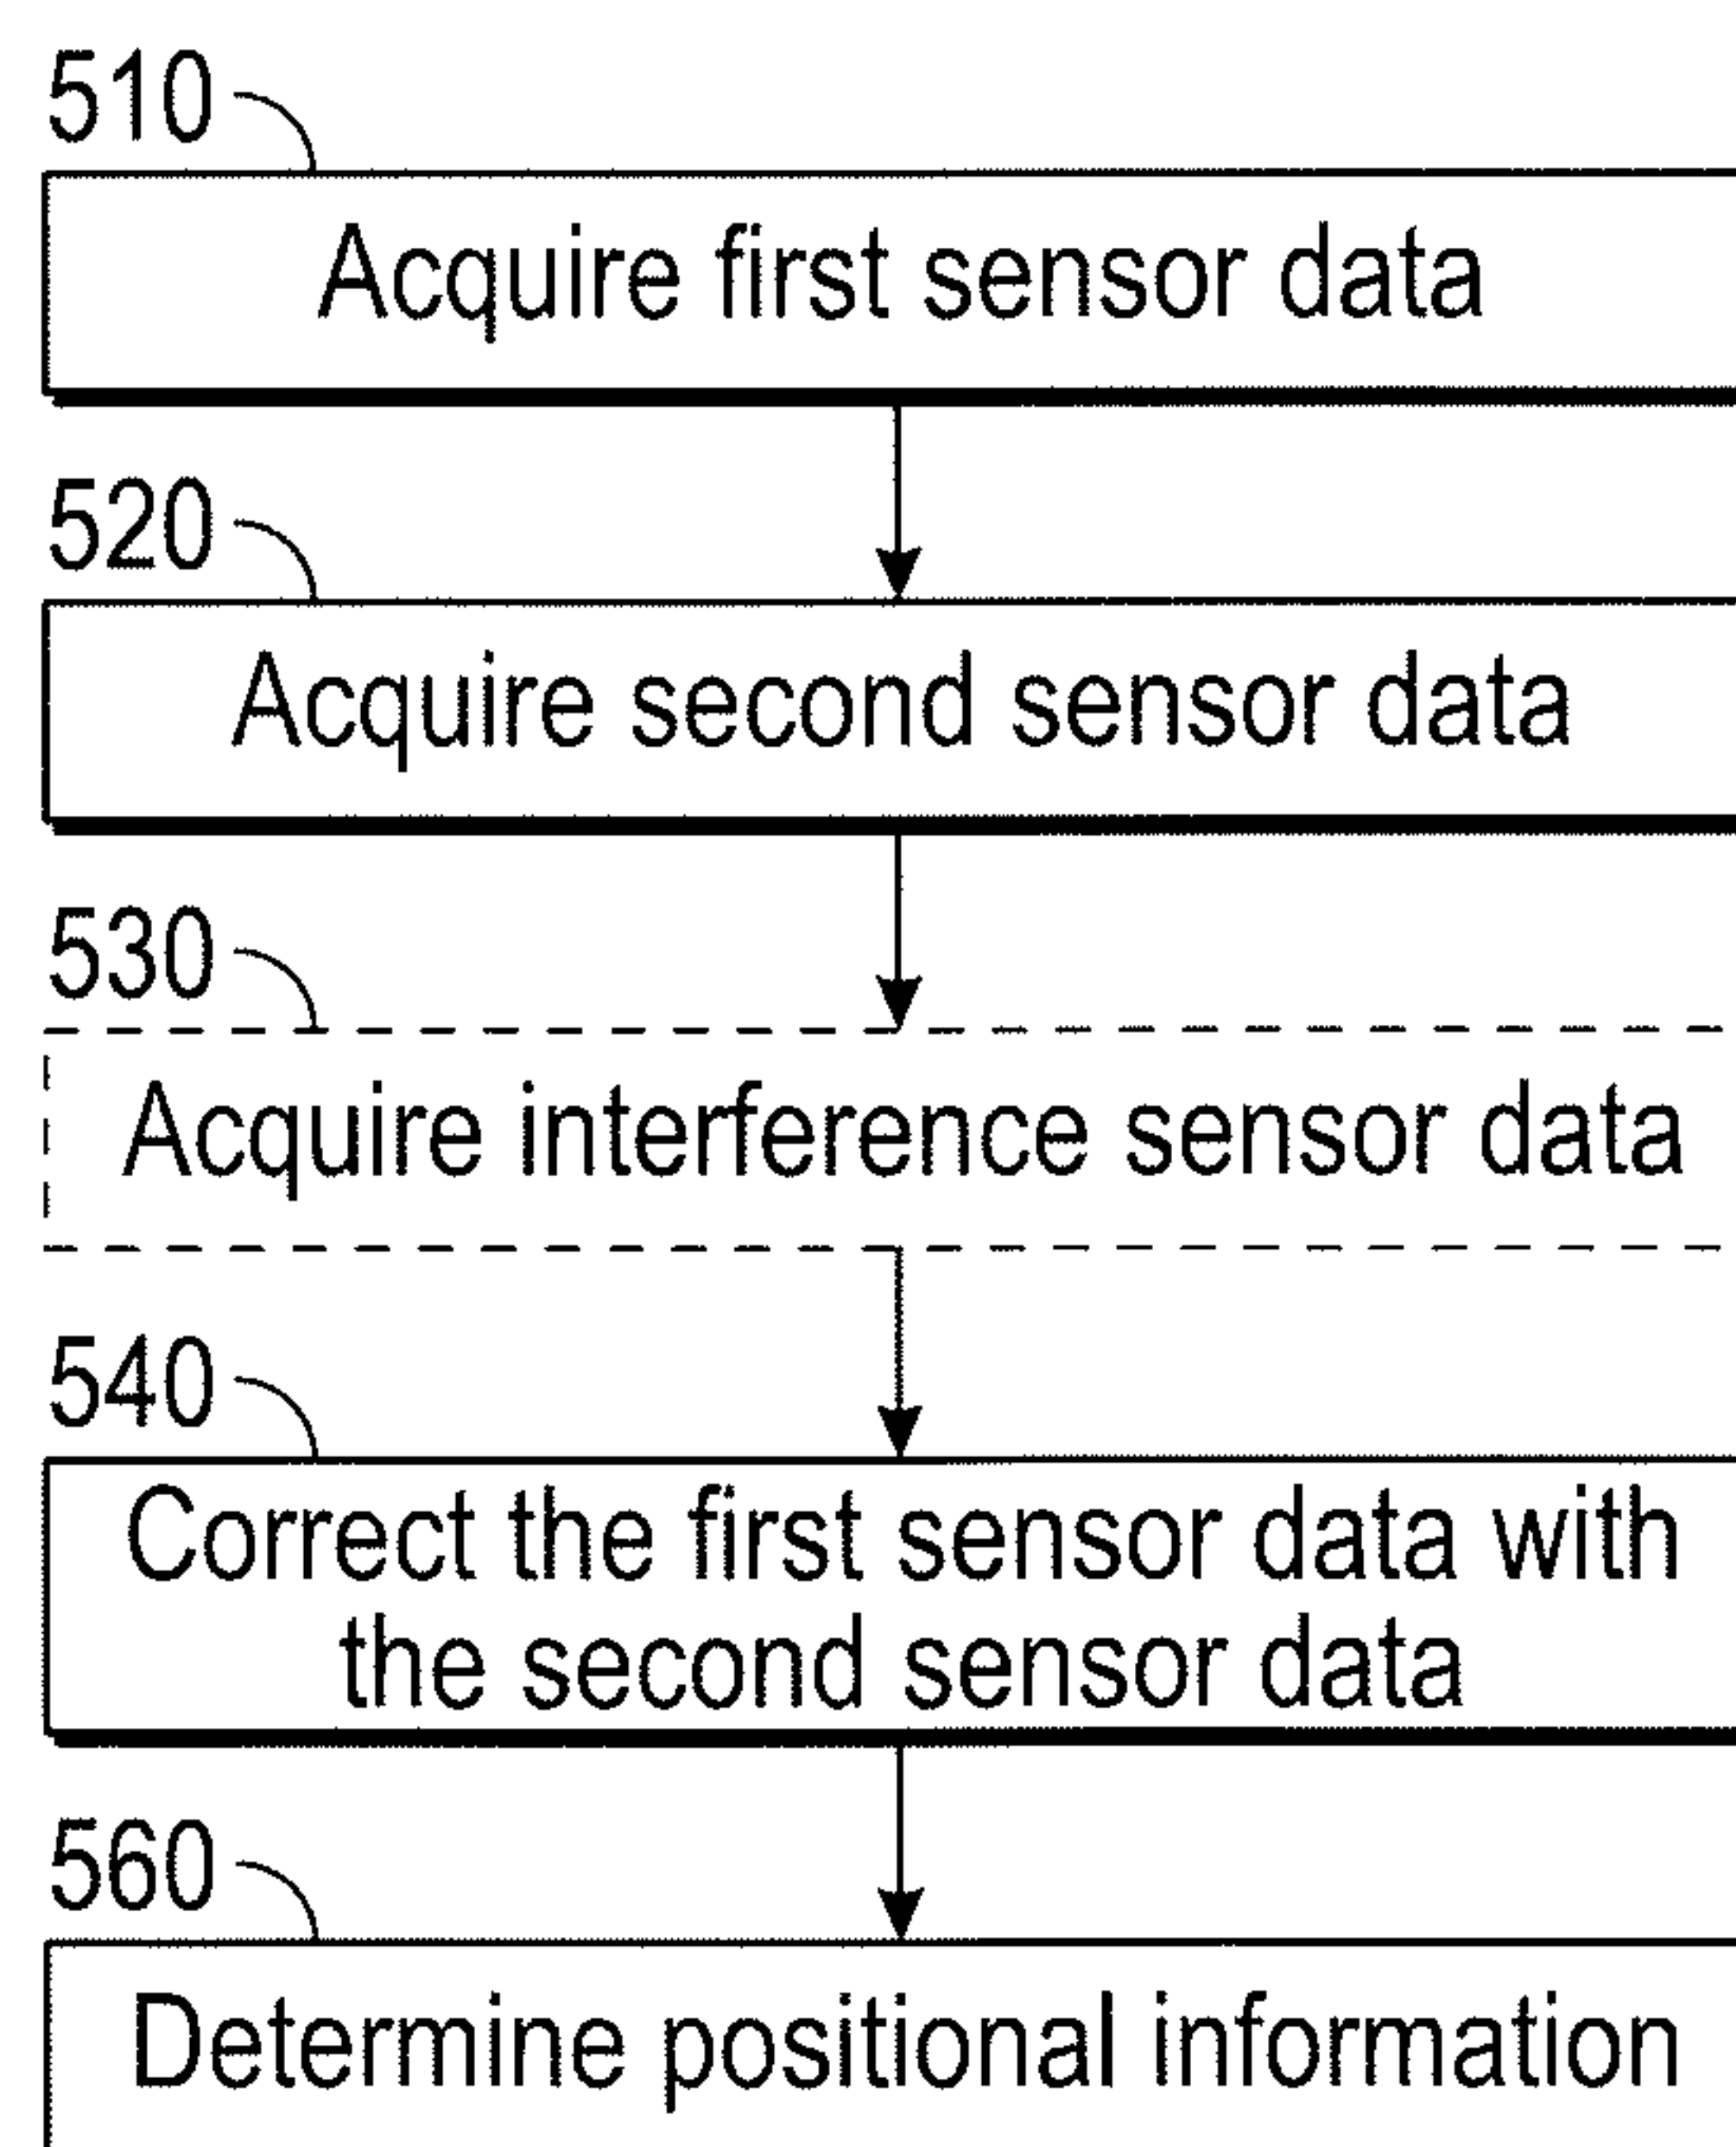 510
Acquire first sensor data
520
Acquire second sensor data
530
Acquire interference sensor data
540
Correct the first sensor data with
the second sensor data
560
Determine positional information